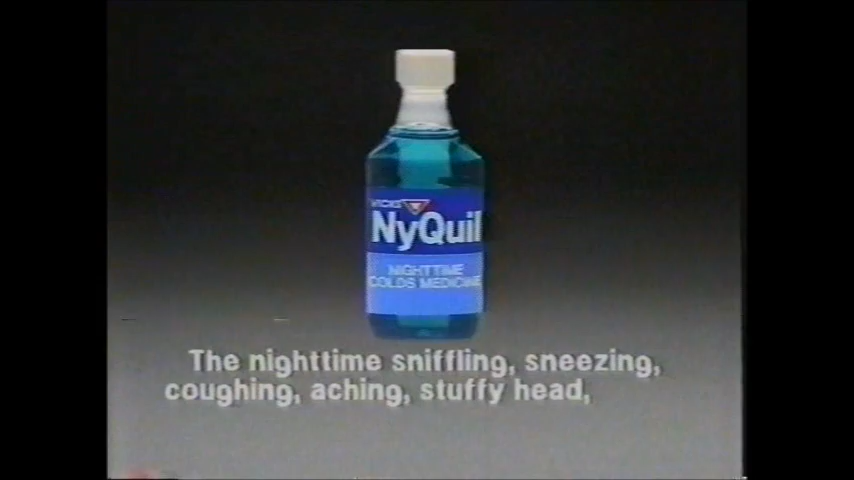 VICKS
NyQuil
NIGHTTIME
COLDS MEDICINE
The nighttime sniffling, sneezing,
coughing, aching, stuffy head,